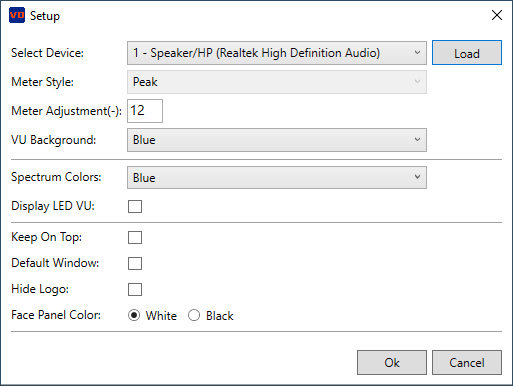 VU Setup
Select Device: 1 - Speaker/HP (Realtek High Definition Audio) Load
Meter Style: Peak
Meter Adjustment(-): 12
VU Background: Blue
Spectrum Colors: Blue
Display LED VU:
Keep On Top:
Default Window:
Hide Logo:
Face Panel Color: White Black
Ok Cancel